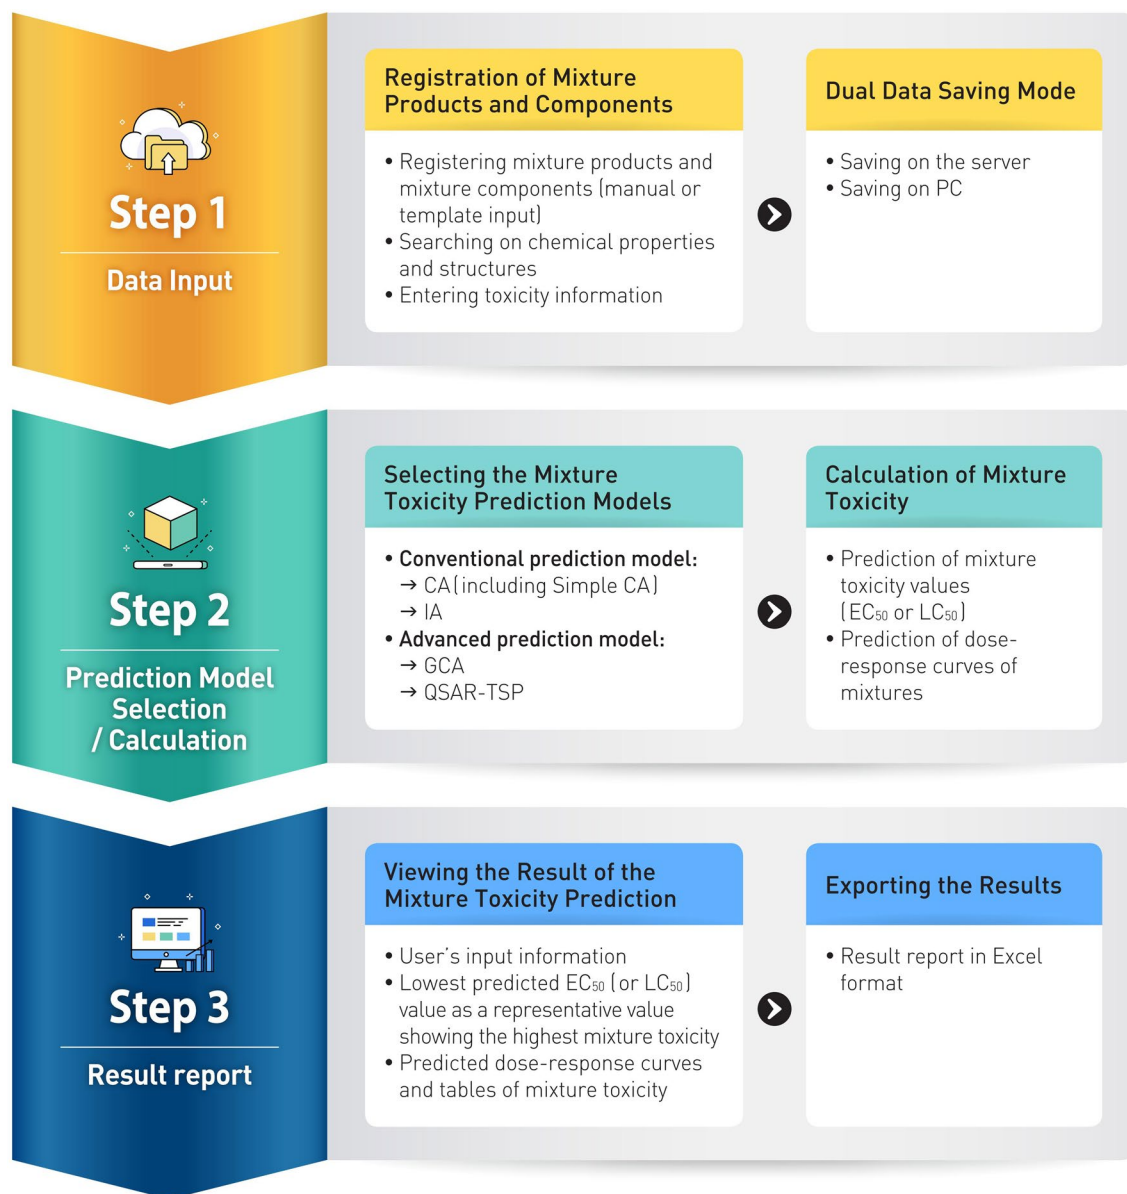 Step 1
Data Input
Registration of Mixture
Products and Components
• Registering mixture products and
mixture components (manual or
template input)
• Searching on chemical properties
and structures
• Entering toxicity information
Dual Data Saving Mode
• Saving on the server
• Saving on PC
Step 2
Prediction Model
Selection
/ Calculation
Selecting the Mixture
Toxicity Prediction Models
• Conventional prediction model:
→ CA(including Simple CA)
→ IA
• Advanced prediction model:
→ GCA
→ QSAR-TSP
Calculation of Mixture
Toxicity
• Prediction of mixture
toxicity values
(EC₅₀ or LC₅₀)
• Prediction of dose-
response curves of
mixtures
Step 3
Result report
Viewing the Result of the
Mixture Toxicity Prediction
• User’s input information
• Lowest predicted EC₅₀ (or LC₅₀)
value as a representative value
showing the highest mixture toxicity
• Predicted dose-response curves
and tables of mixture toxicity
Exporting the Results
• Result report in Excel
format